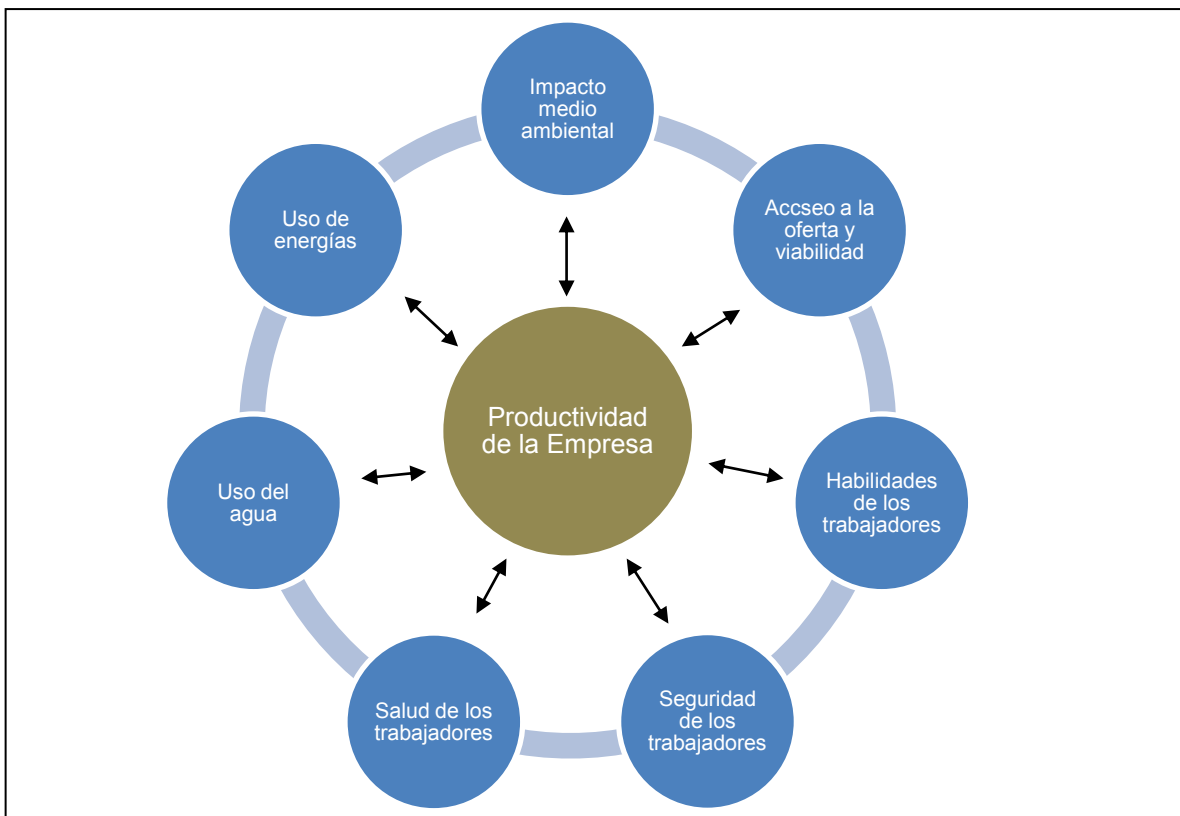 Impacto
medio
ambiental
Accseo a la
oferta y
viabilidad
Habilidades
de los
trabajadores
Seguridad
de los
trabajadores
Salud de los
trabajadores
Uso del
agua
Uso de
energías
Productividad
de la Empresa